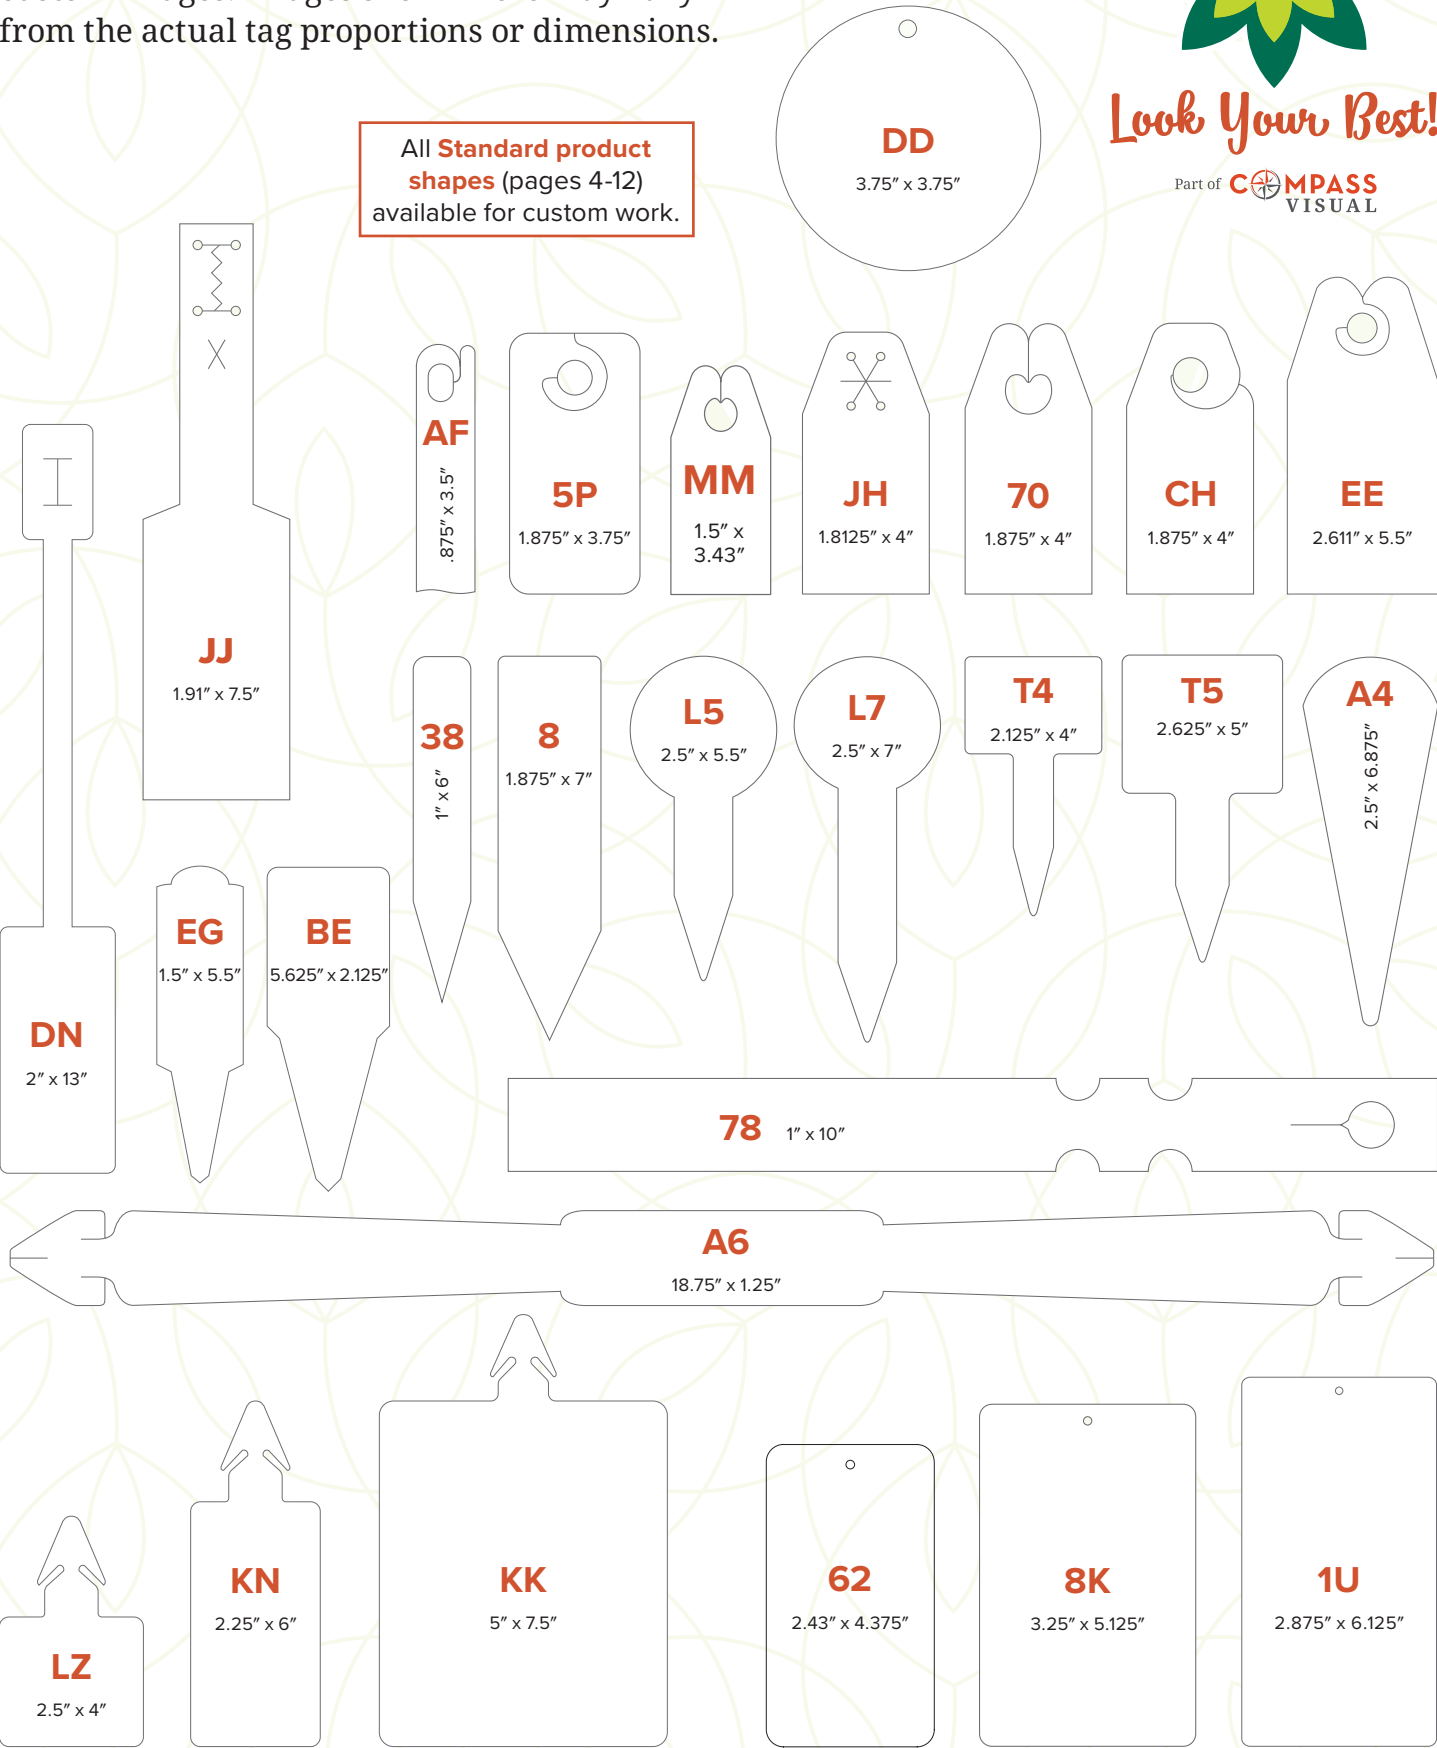 from the actual tag proportions or dimensions.
All Standard product
shapes (pages 4-12)
available for custom work.
DD
3.75″ x 3.75″
Look Your Best!
Part of COMPASS
VISUAL
AF
.875″ x 3.5″
5P
1.875″ x 3.75″
MM
1.5″ x
3.43″
JH
1.8125″ x 4″
70
1.875″ x 4″
CH
1.875″ x 4″
EE
2.611″ x 5.5″
JJ
1.91″ x 7.5″
38
1″ x 6″
8
1.875″ x 7″
L5
2.5″ x 5.5″
L7
2.5″ x 7″
T4
2.125″ x 4″
T5
2.625″ x 5″
A4
2.5″ x 6.875″
DN
2″ x 13″
EG
1.5″ x 5.5″
BE
5.625″ x 2.125″
78 1″ x 10″
A6
18.75″ x 1.25″
LZ
2.5″ x 4″
KN
2.25″ x 6″
KK
5″ x 7.5″
62
2.43″ x 4.375″
8K
3.25″ x 5.125″
1U
2.875″ x 6.125″